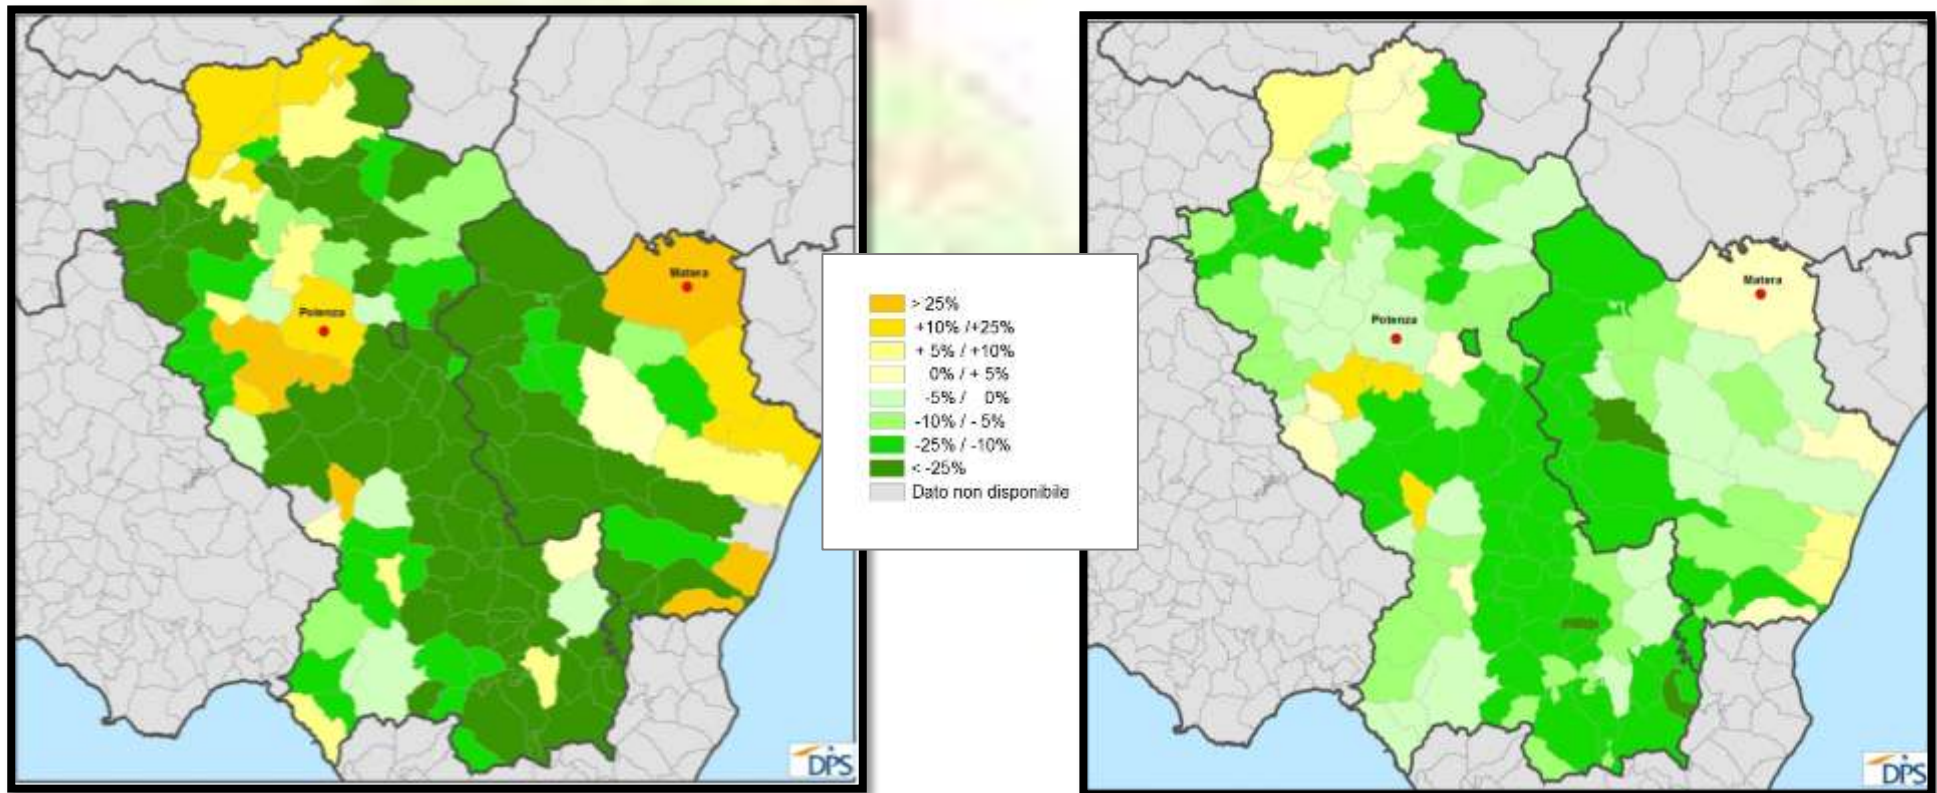 Matera
Potenza
DPS
> 25%
+10% /+25%
+ 5% / +10%
0% / + 5%
-5% / 0%
-10% / - 5%
-25% / -10%
< -25%
Dato non disponibile
Matera
Potenza
DPS